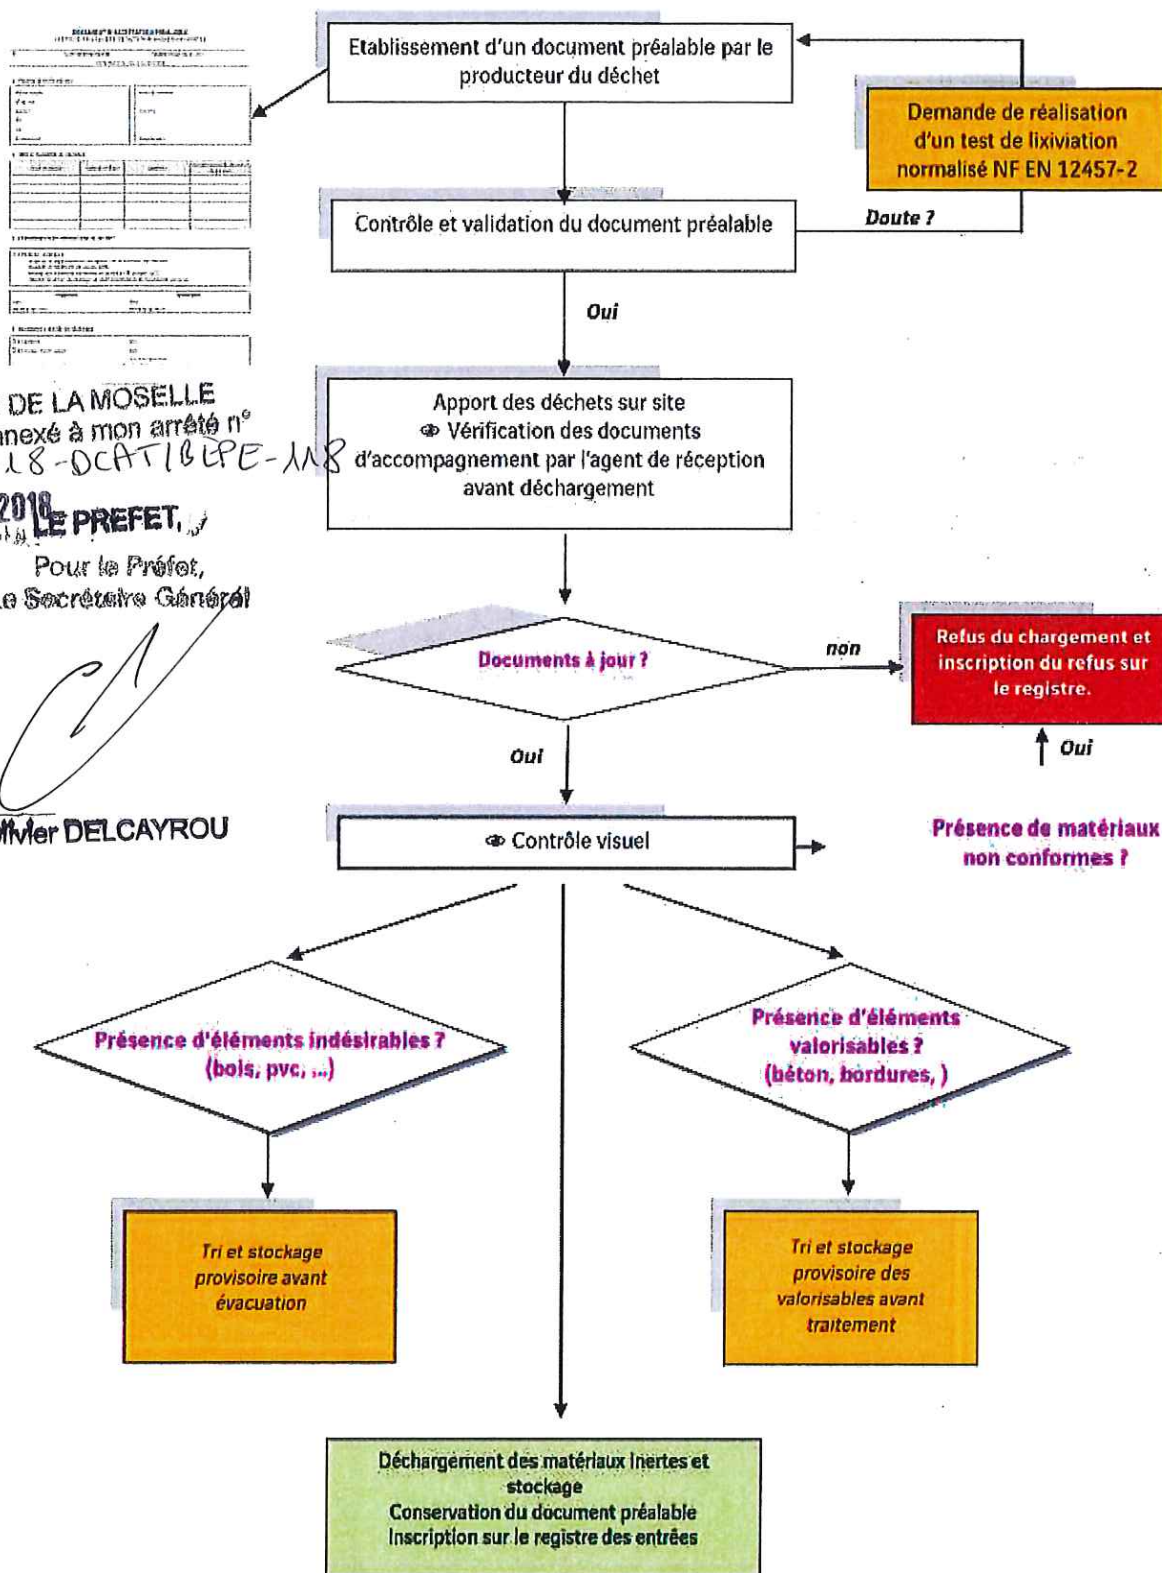 Etablissement d'un document préalable par le
producteur du déchet
Demande de réalisation
d'un test de lixiviation
normalisé NF EN 12457-2
Contrôle et validation du document préalable
Doute ?
Oui
DE LA MOSELLE
nnexé à mon arrêté n°
18-DCAT/BEPE-118
2018
LE PREFET,
Pour le Préfet,
Le Secrétaire Général
Olivier DELCAYROU
Apport des déchets sur site
Vérification des documents
d'accompagnement par l'agent de réception
avant déchargement
Documents à jour ?
non
Refus du chargement et
inscription du refus sur
le registre.
Oui
Oui
Contrôle visuel
Présence de matériaux
non conformes ?
Présence d'éléments indésirables ?
(bois, pvc, ...)
Présence d'éléments
valorisables ?
(béton, bordures, )
Tri et stockage
provisoire avant
évacuation
Tri et stockage
provisoire des
valorisables avant
traitement
Déchargement des matériaux inertes et
stockage
Conservation du document préalable
Inscription sur le registre des entrées